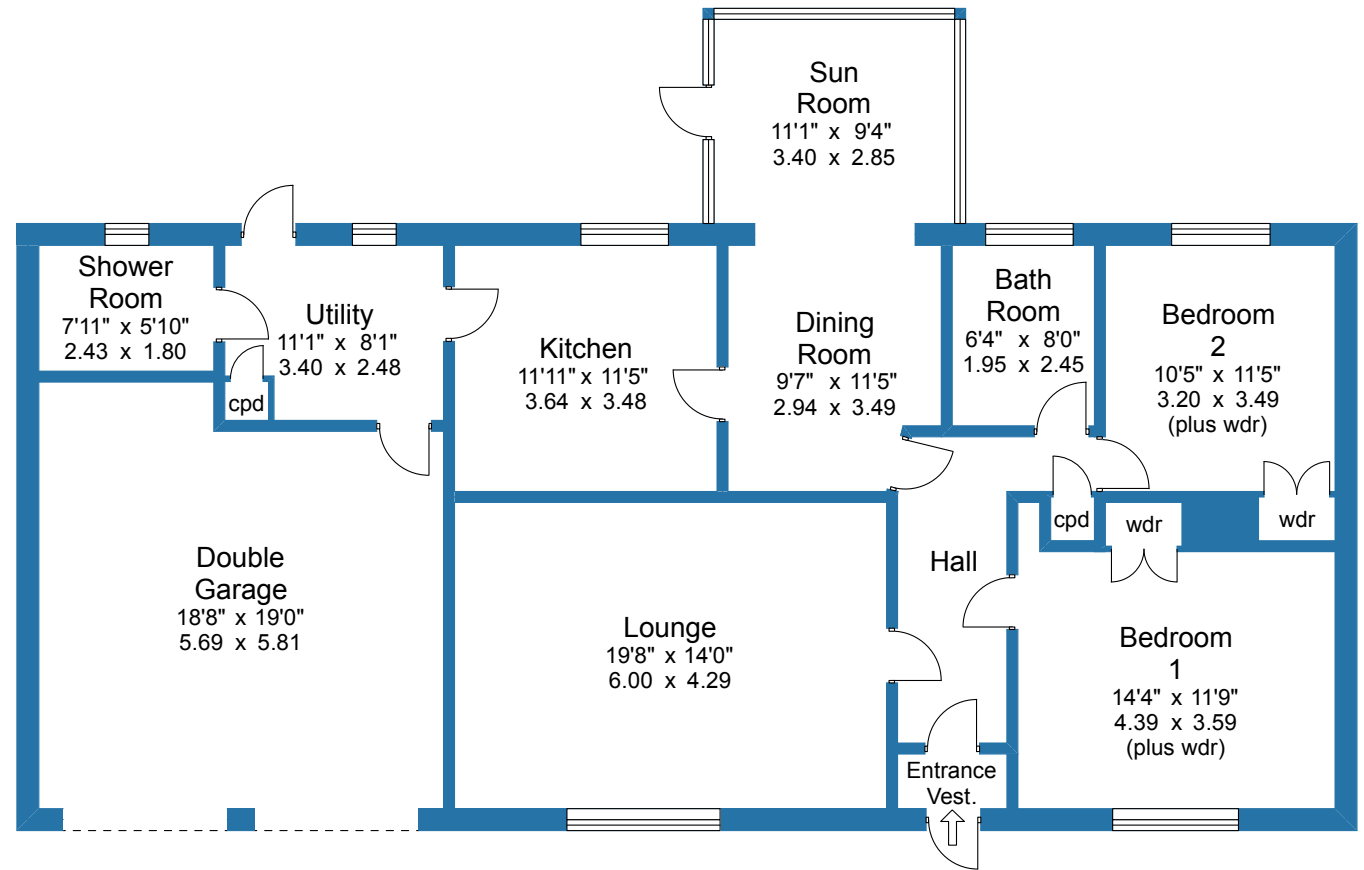 Sun
Room
11'1" x 9'4"
3.40 x 2.85
Shower
Room
7'11" x 5'10"
2.43 x 1.80
Utility
11'1" x 8'1"
3.40 x 2.48
cpd
Kitchen
11'11" x 11'5"
3.64 x 3.48
Dining
Room
9'7" x 11'5"
2.94 x 3.49
Bath
Room
6'4" x 8'0"
1.95 x 2.45
Bedroom
2
10'5" x 11'5"
3.20 x 3.49
(plus wdr)
cpd
wdr
wdr
Double
Garage
18'8" x 19'0"
5.69 x 5.81
Lounge
19'8" x 14'0"
6.00 x 4.29
Hall
Bedroom
1
14'4" x 11'9"
4.39 x 3.59
(plus wdr)
Entrance
Vest.